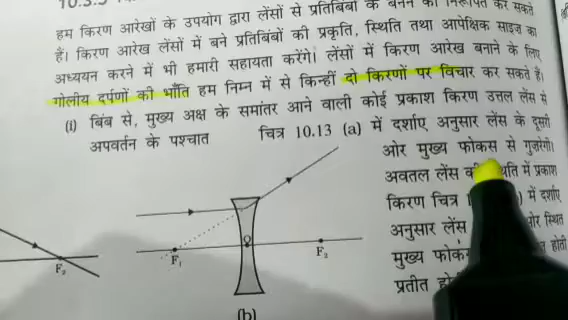 10.3.5
हम किरण आरेखों के उपयोग द्वारा लेंसों से प्रतिबिंबों के बनने को निरूपित कर सकते
हैं। किरण आरेख लेंसों में बने प्रतिबिंबों की प्रकृति, स्थिति तथा आपेक्षिक साइज़ का
अध्ययन करने में भी हमारी सहायता करेंगे। लेंसों में किरण आरेख बनाने के लिए
गोलीय दर्पणों की भाँति हम निम्न में से किन्हीं दो किरणों पर विचार कर सकते हैं।
(i) बिंब से, मुख्य अक्ष के समांतर आने वाली कोई प्रकाश किरण उत्तल लेंस से
अपवर्तन के पश्चात चित्र 10.13 (a) में दर्शाए अनुसार लेंस के दूसरी
ओर मुख्य फोकस से गुज़रेगी।
अवतल लेंस की में प्रकाश
किरण चित्र ) में दर्शाए
अनुसार लेंस स्थित
मुख्य फोकस होती
प्रतीत
F₂
F₁
O
F₂
(b)